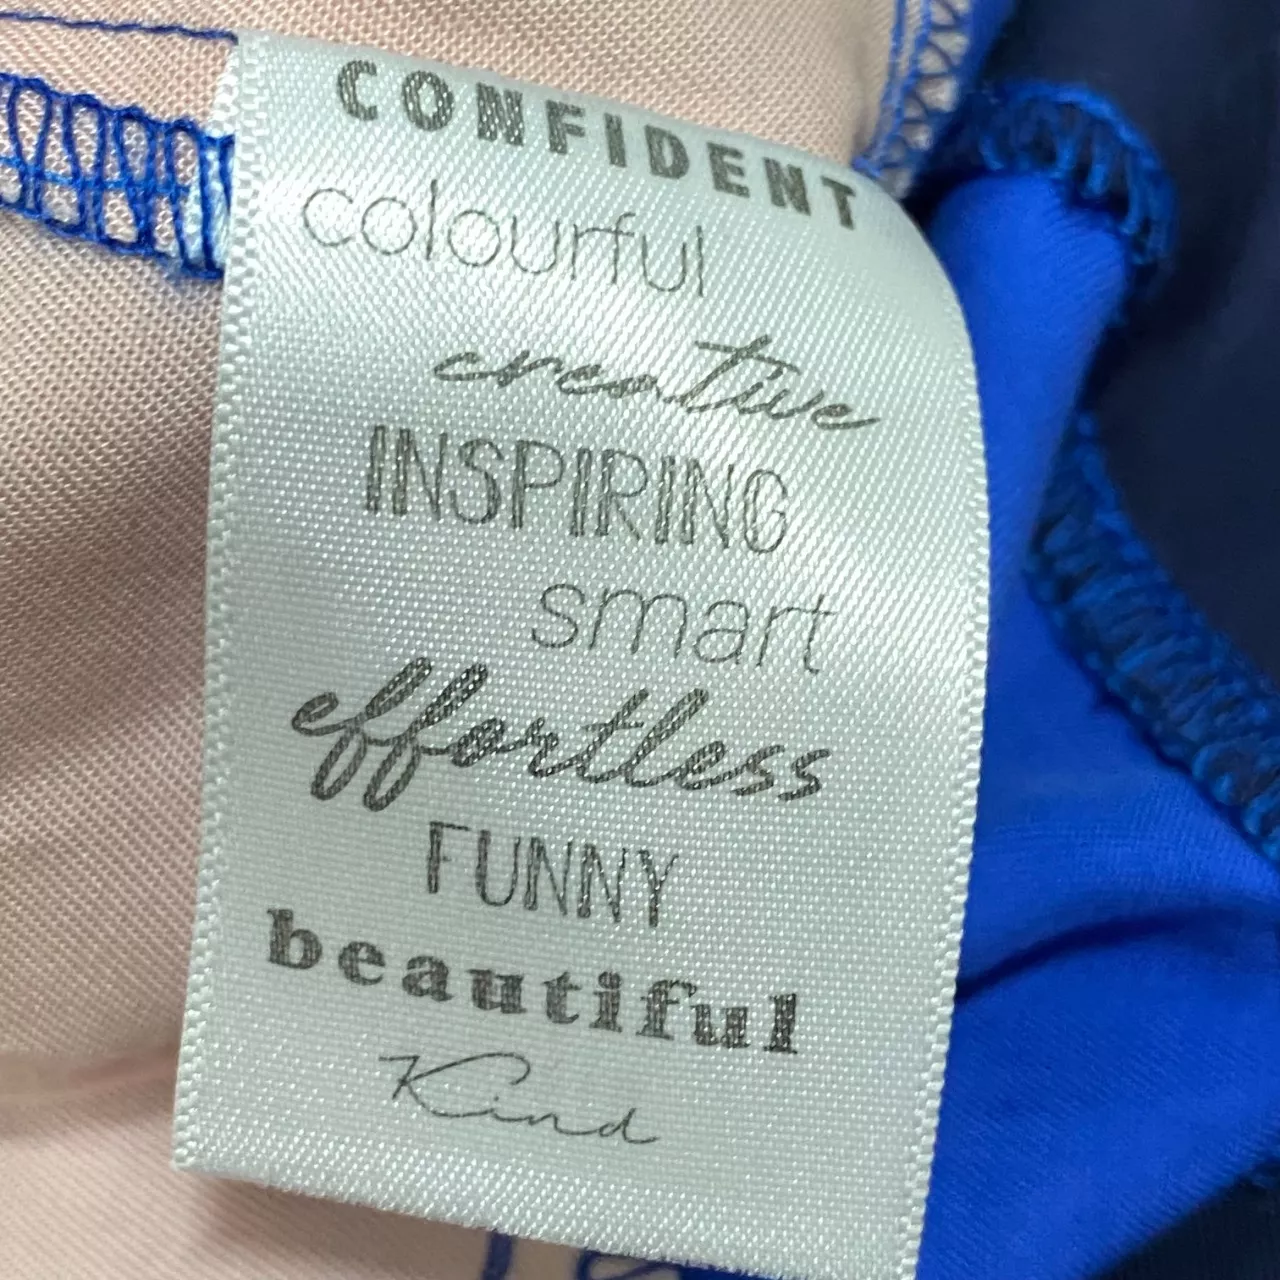 CONFIDENT
colourful
creative
INSPIRING
smart
effortless
FUNNY
beautiful
Kind